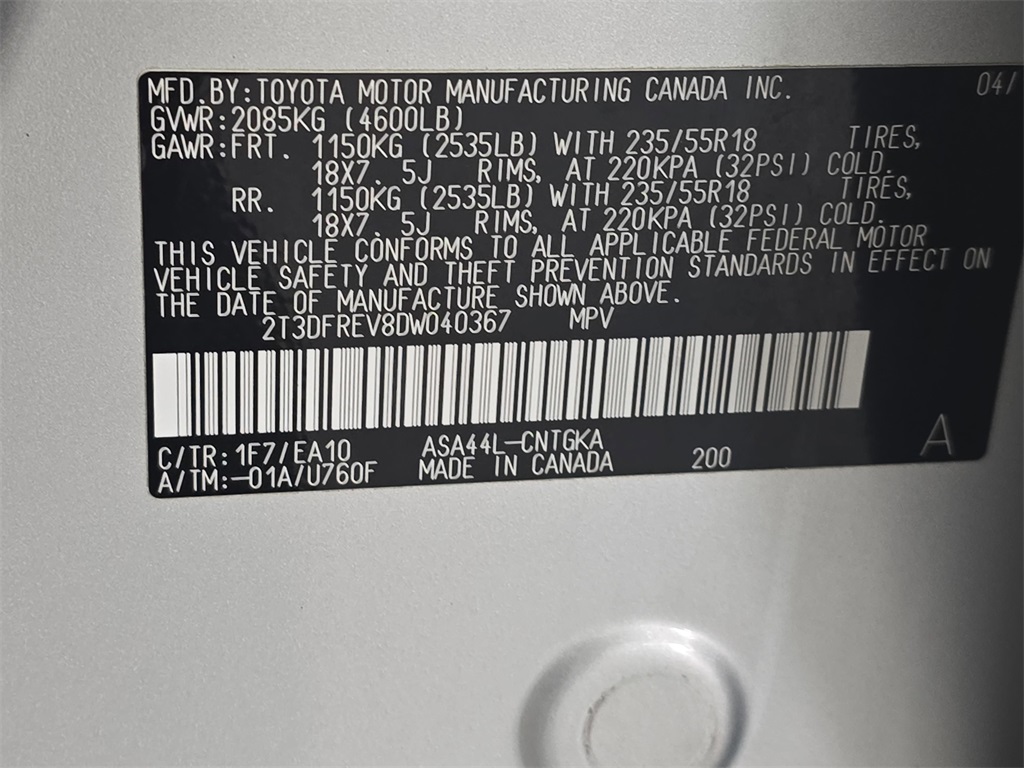 MFD.BY:TOYOTA MOTOR MANUFACTURING CANADA INC. 04/
GVWR:2085KG (4600LB)
GAWR:FRT. 1150KG (2535LB) WITH 235/55R18 TIRES,
18X7. 5J RIMS, AT 220KPA (32PSI) COLD.
RR. 1150KG (2535LB) WITH 235/55R18 TIRES,
18X7. 5J RIMS, AT 220KPA (32PSI) COLD.
THIS VEHICLE CONFORMS TO ALL APPLICABLE FEDERAL MOTOR
VEHICLE SAFETY AND THEFT PREVENTION STANDARDS IN EFFECT ON
THE DATE OF MANUFACTURE SHOWN ABOVE.
2T3DFREV8DW040367 MPV
C/TR:1F7/EA10 ASA44L-CNTGKA
A/TM:-01A/U760F MADE IN CANADA 200 A